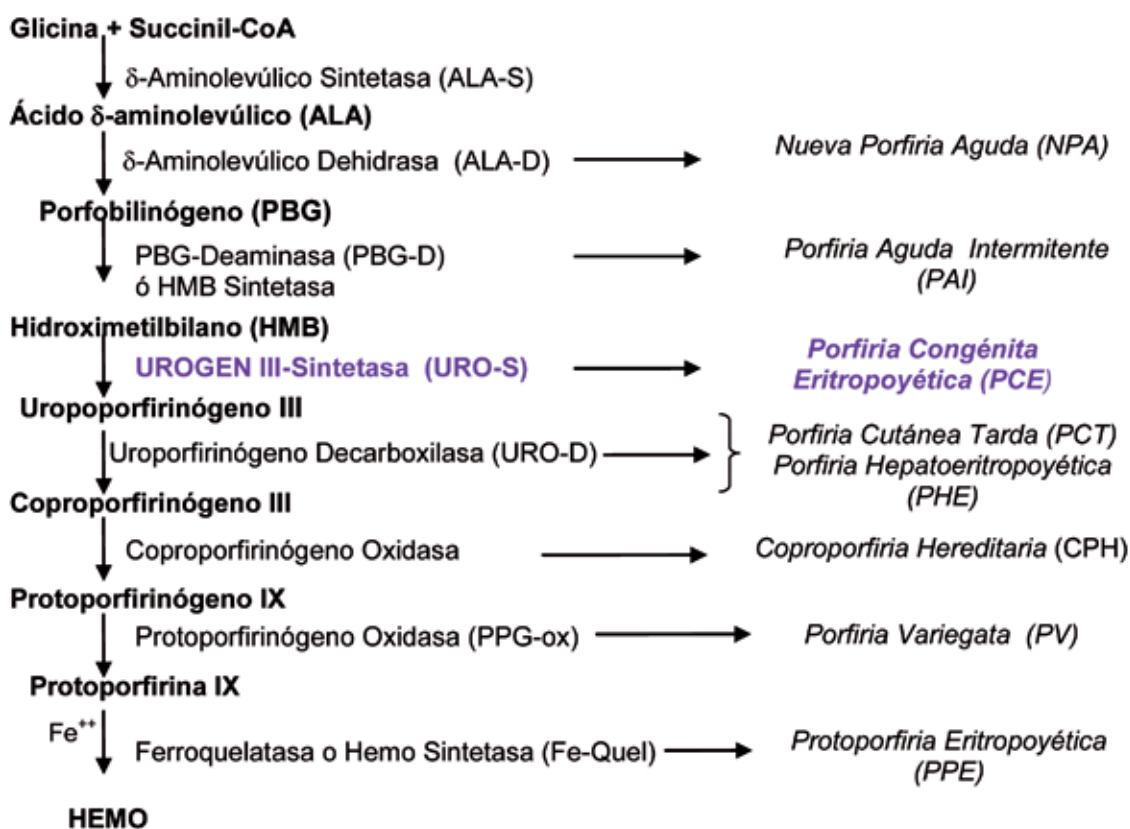 Glicina + Succinil-CoA
δ-Aminolevúlico Sintetasa (ALA-S)
Ácido δ-aminolevúlico (ALA)
δ-Aminolevúlico Dehidrasa (ALA-D)
Nueva Porfiria Aguda (NPA)
Porfobilinógeno (PBG)
PBG-Deaminasa (PBG-D)
ó HMB Sintetasa
Porfiria Aguda Intermitente
(PAI)
Hidroximetilbilano (HMB)
UROGEN III-Sintetasa (URO-S)
Porfiria Congénita
Eritropoyética (PCE)
Uropoporfirinógeno III
Uroporfirinógeno Decarboxilasa (URO-D)
Porfiria Cutánea Tarda (PCT)
Porfiria Hepatoeritropoyética
(PHE)
Coproporfirinógeno III
Coproporfirinógeno Oxidasa
Coproporfiria Hereditaria (CPH)
Protoporfirinógeno IX
Protoporfirinógeno Oxidasa (PPG-ox)
Porfiria Variegata (PV)
Protoporfirina IX
Fe⁺⁺
Ferroquelatasa o Hemo Sintetasa (Fe-Quel)
Protoporfiria Eritropoyética
(PPE)
HEMO